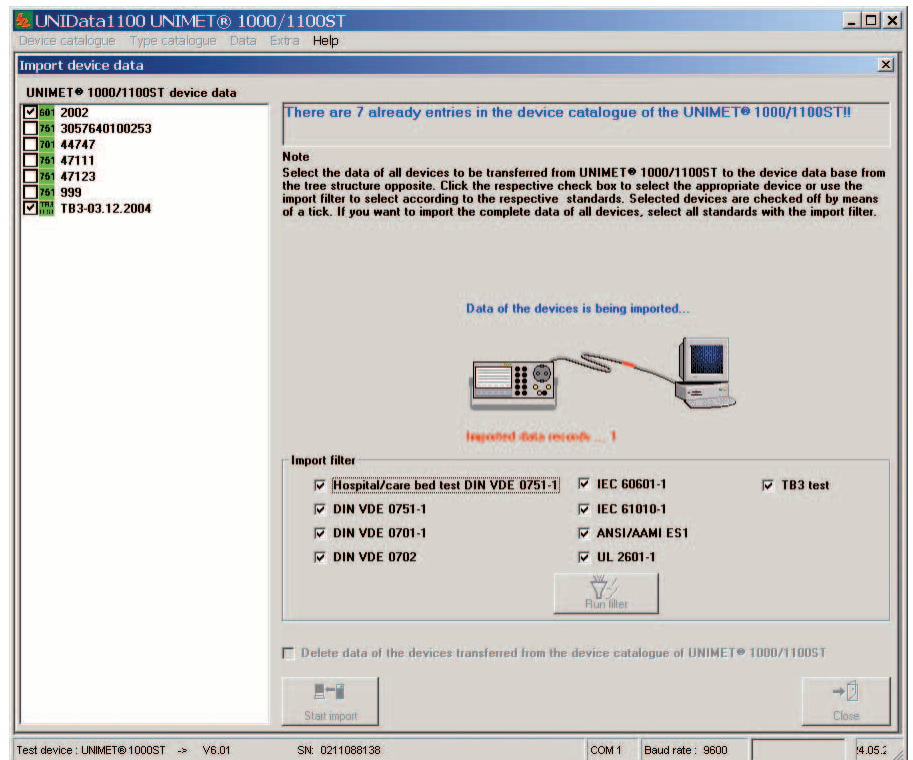 UNIData1100 UNIMET® 1000/1100ST
Device catalogue Type catalogue Data Extra Help
Import device data
UNIMET® 1000/1100ST device data
601 2002
751 3057640100253
701 44747
751 47111
751 47123
751 999
TB3-03.12.2004
There are 7 already entries in the device catalogue of the UNIMET® 1000/1100ST!!
Note
Select the data of all devices to be transferred from UNIMET® 1000/1100ST to the device data base from
the tree structure opposite. Click the respective check box to select the appropriate device or use the
import filter to select according to the respective standards. Selected devices are checked off by means
of a tick. If you want to import the complete data of all devices, select all standards with the import filter.
Data of the devices is being imported...
Imported data records ... 1
Import filter
Hospital/care bed test DIN VDE 0751-1
IEC 60601-1
TB3 test
DIN VDE 0751-1
IEC 61010-1
DIN VDE 0701-1
ANSI/AAMI ES1
DIN VDE 0702
UL 2601-1
Run filter
Delete data of the devices transferred from the device catalogue of UNIMET® 1000/1100ST
Start import
Close
Test device : UNIMET®1000ST -> V6.01 SN: 0211088138 COM 1 Baud rate : 9600 4.05.2